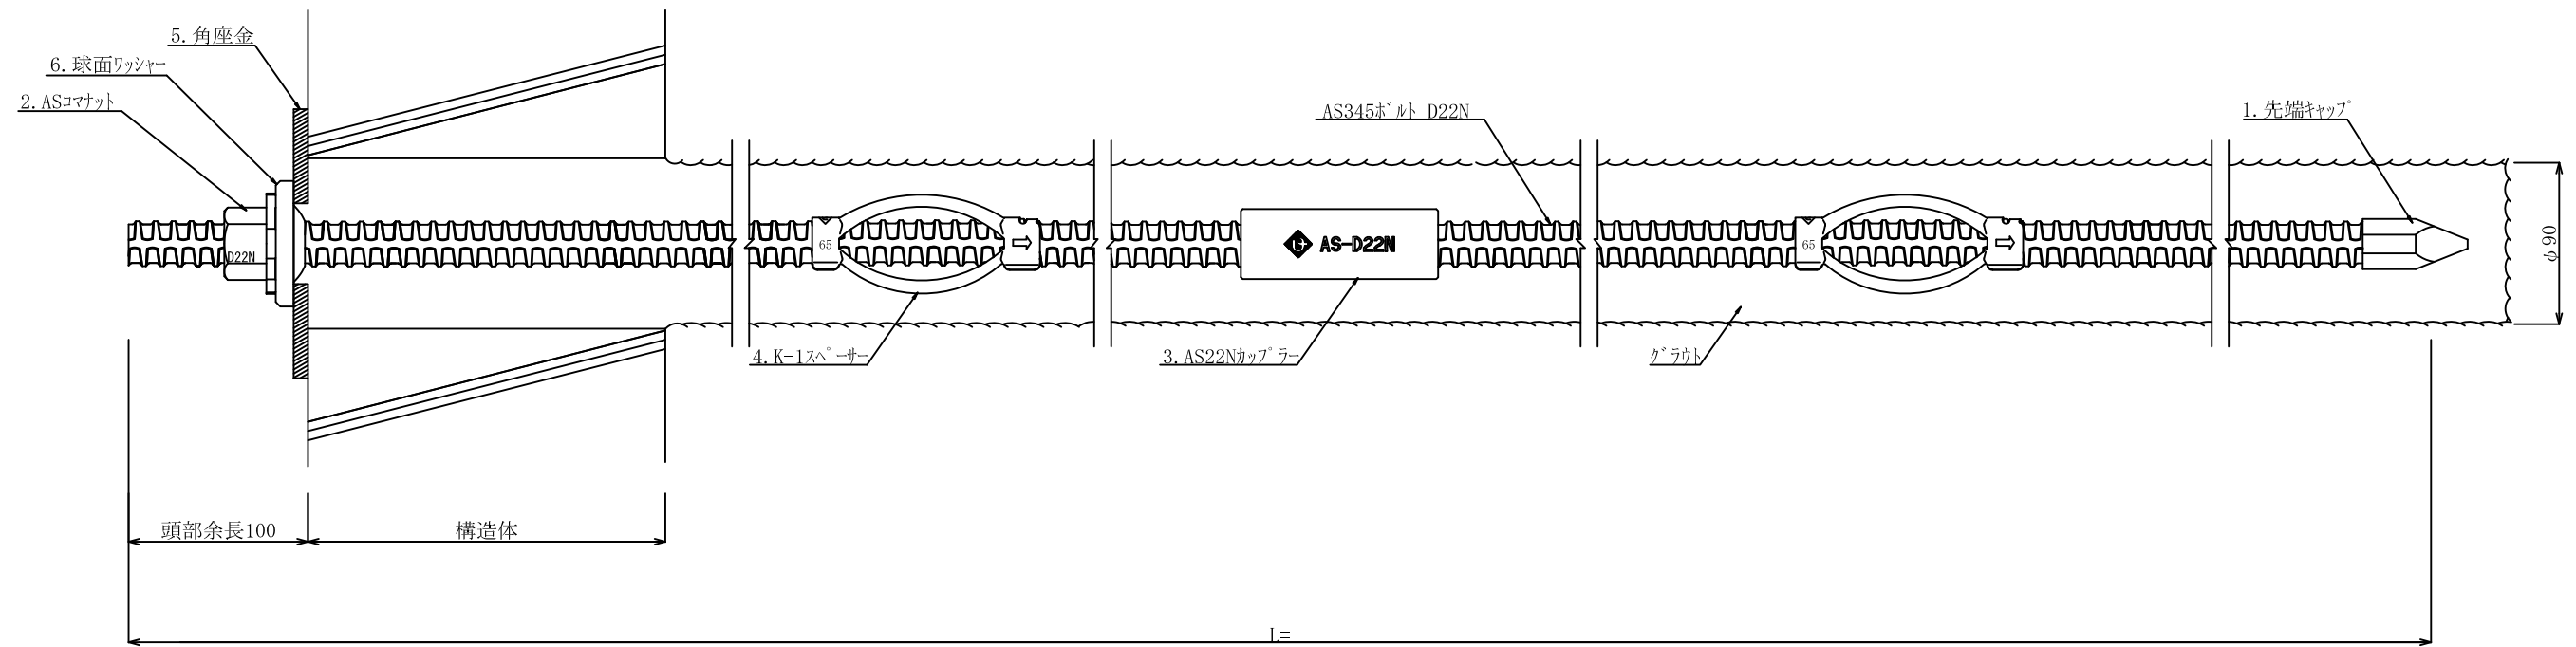 5. 角座金
6. 球面ﾜｯｼｬｰ
2. ASｺﾏﾅｯﾄ
AS345ﾎﾞﾙﾄ D22N
1. 先端ｷｬｯﾌﾟ
D22N
65
AS-D22N
65
φ90
4. K-1ｽﾍﾟｰｻｰ
3. AS22Nｶｯﾌﾟﾗｰ
ｸﾞﾗｳﾄ
頭部余長100
構造体
L=